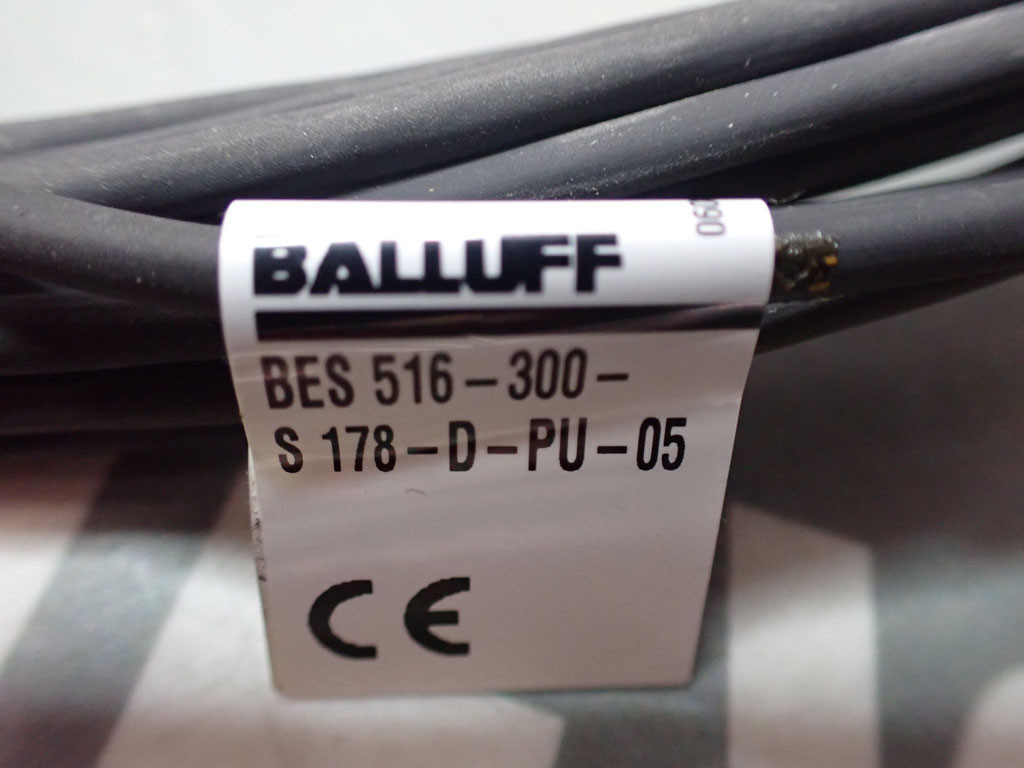 BALLUFF
BES 516-300-
S 178-D-PU-05
CE